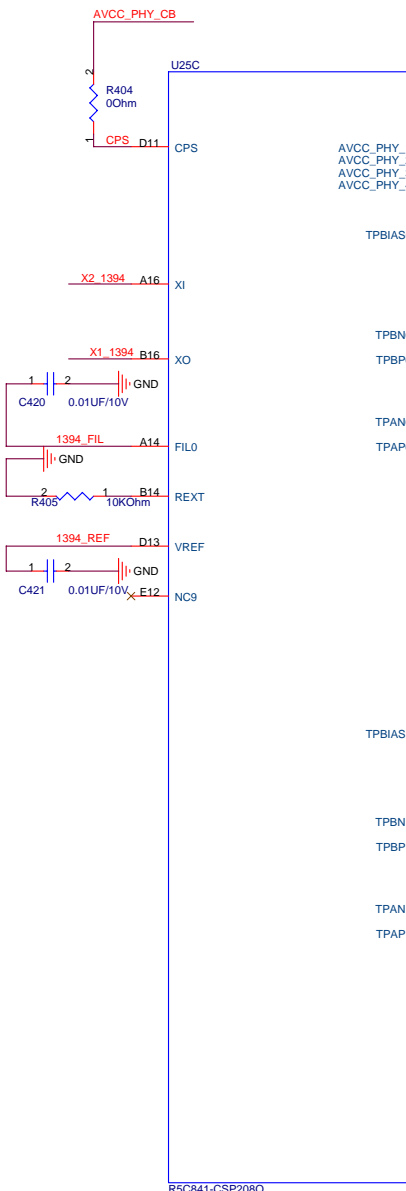 AVCC_PHY_CB
U25C
2
R404
0Ohm
1
CPS
D11
CPS
AVCC_PHY_
AVCC_PHY_
AVCC_PHY_
AVCC_PHY_
TPBIAS
X2_1394
A16
XI
TPBN
X1_1394
B16
XO
TPBP
1
2
GND
C420
0.01UF/10V
TPAN
1394_FIL
A14
FIL0
TPAP
GND
2
1
B14
REXT
R405
10KOhm
1394_REF
D13
VREF
1
2
GND
C421
0.01UF/10V
E12
NC9
TPBIAS
TPBN
TPBP
TPAN
TPAP
R5C841-CSP208Q